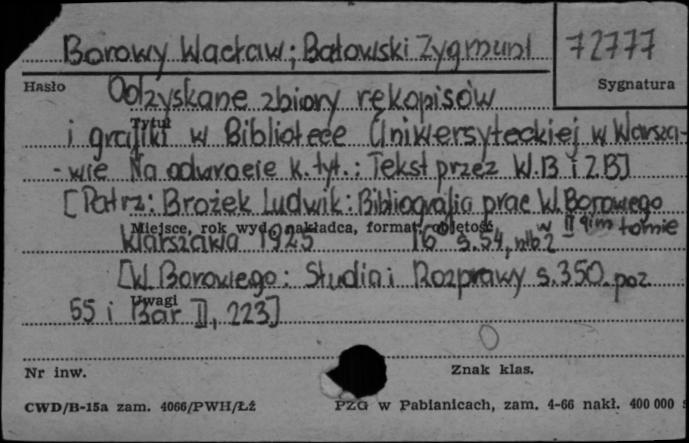 Borowy Wacław; Batowski Zygmunt 72777
Hasło Sygnatura
Odzyskane zbiory rękopisów
Tytuł
i grafiki w Bibliotece Uniwersyteckiej w Warsza-
-wie [Na odwrocie k. tyt.: Tekst przez W.B i Z.B]
[Patrz: Brożek Ludwik: Bibliografia prac W. Borowego
Miejsce, rok wyd., nakładca, format, objętość
Warszawa 1925 16° s. 54, nlb 2 w II-gim tomie
[W. Borowego: Studia i Rozprawy s. 350. poz
Uwagi
55 i Bar II, 223]
Nr inw. Znak klas.
CWD/B-15a zam. 4066/PWH/Łź PZG w Pabianicach, zam. 4-66 nakł. 400 000